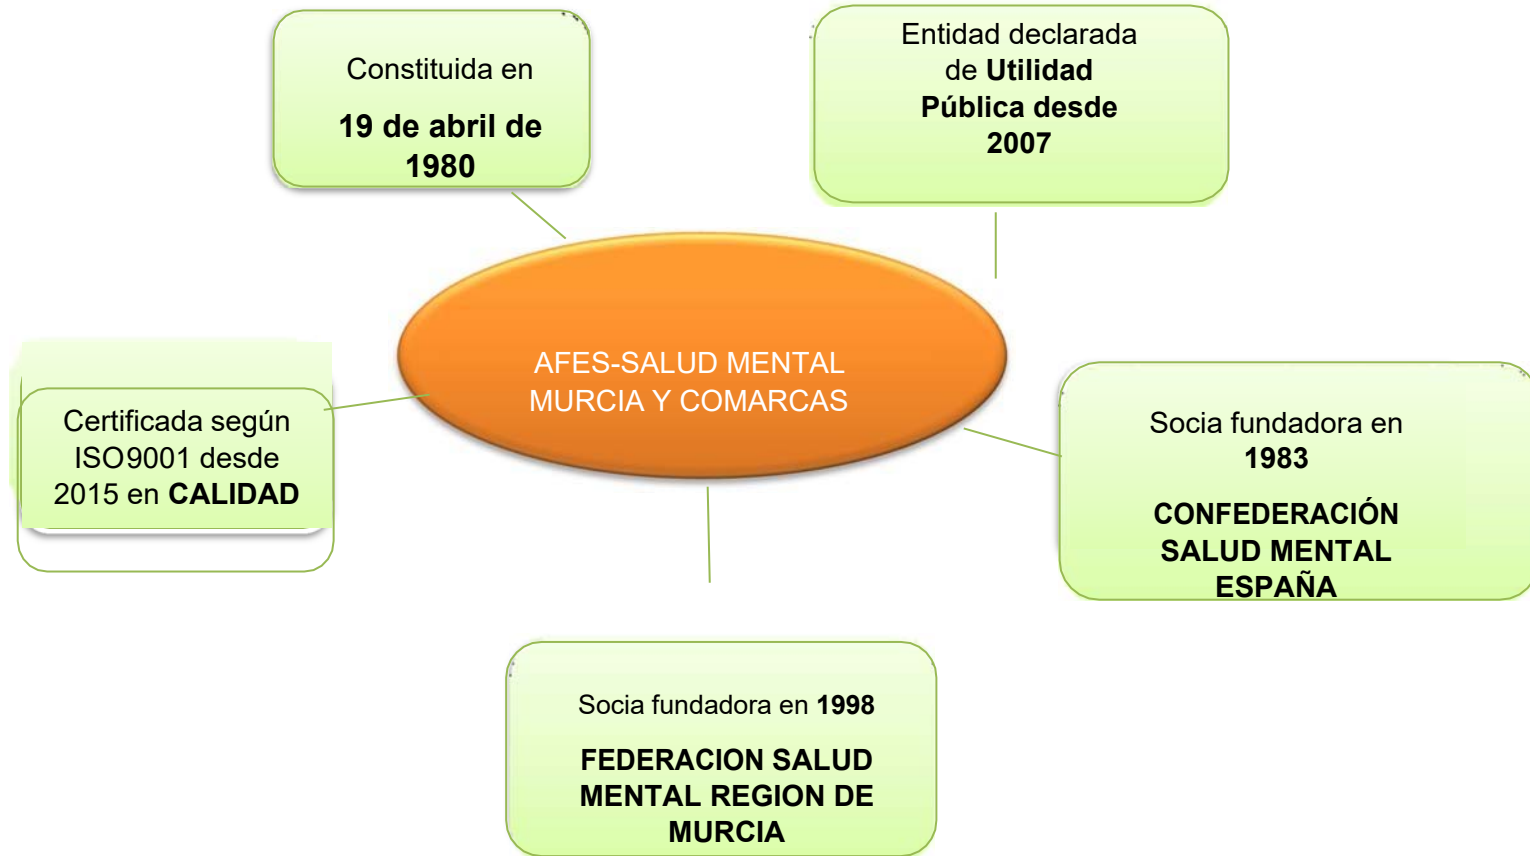 Constituida en
19 de abril de
1980
Entidad declarada
de Utilidad
Pública desde
2007
AFES-SALUD MENTAL
MURCIA Y COMARCAS
Certificada según
ISO9001 desde
2015 en CALIDAD
Socia fundadora en
1983
CONFEDERACIÓN
SALUD MENTAL
ESPAÑA
Socia fundadora en 1998
FEDERACION SALUD
MENTAL REGION DE
MURCIA